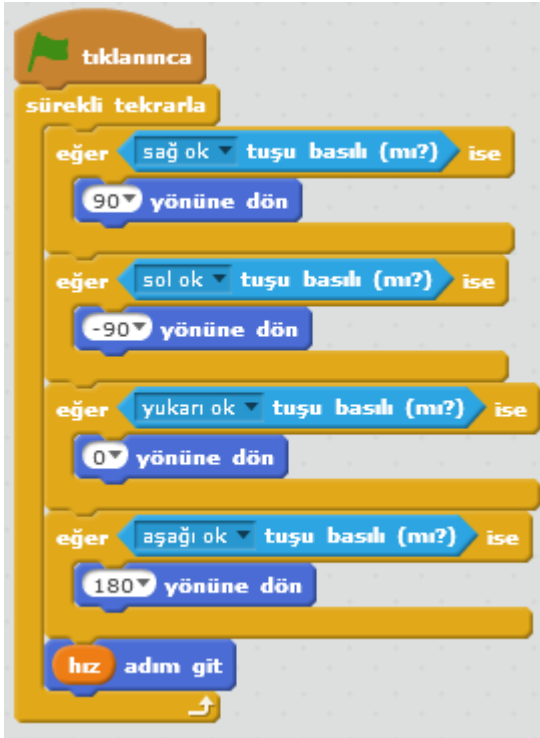 tıklanınca
sürekli tekrarla
eğer sağ ok tuşu basılı (mı?) ise
90 yönüne dön
eğer sol ok tuşu basılı (mı?) ise
-90 yönüne dön
eğer yukarı ok tuşu basılı (mı?) ise
0 yönüne dön
eğer aşağı ok tuşu basılı (mı?) ise
180 yönüne dön
hız adım git